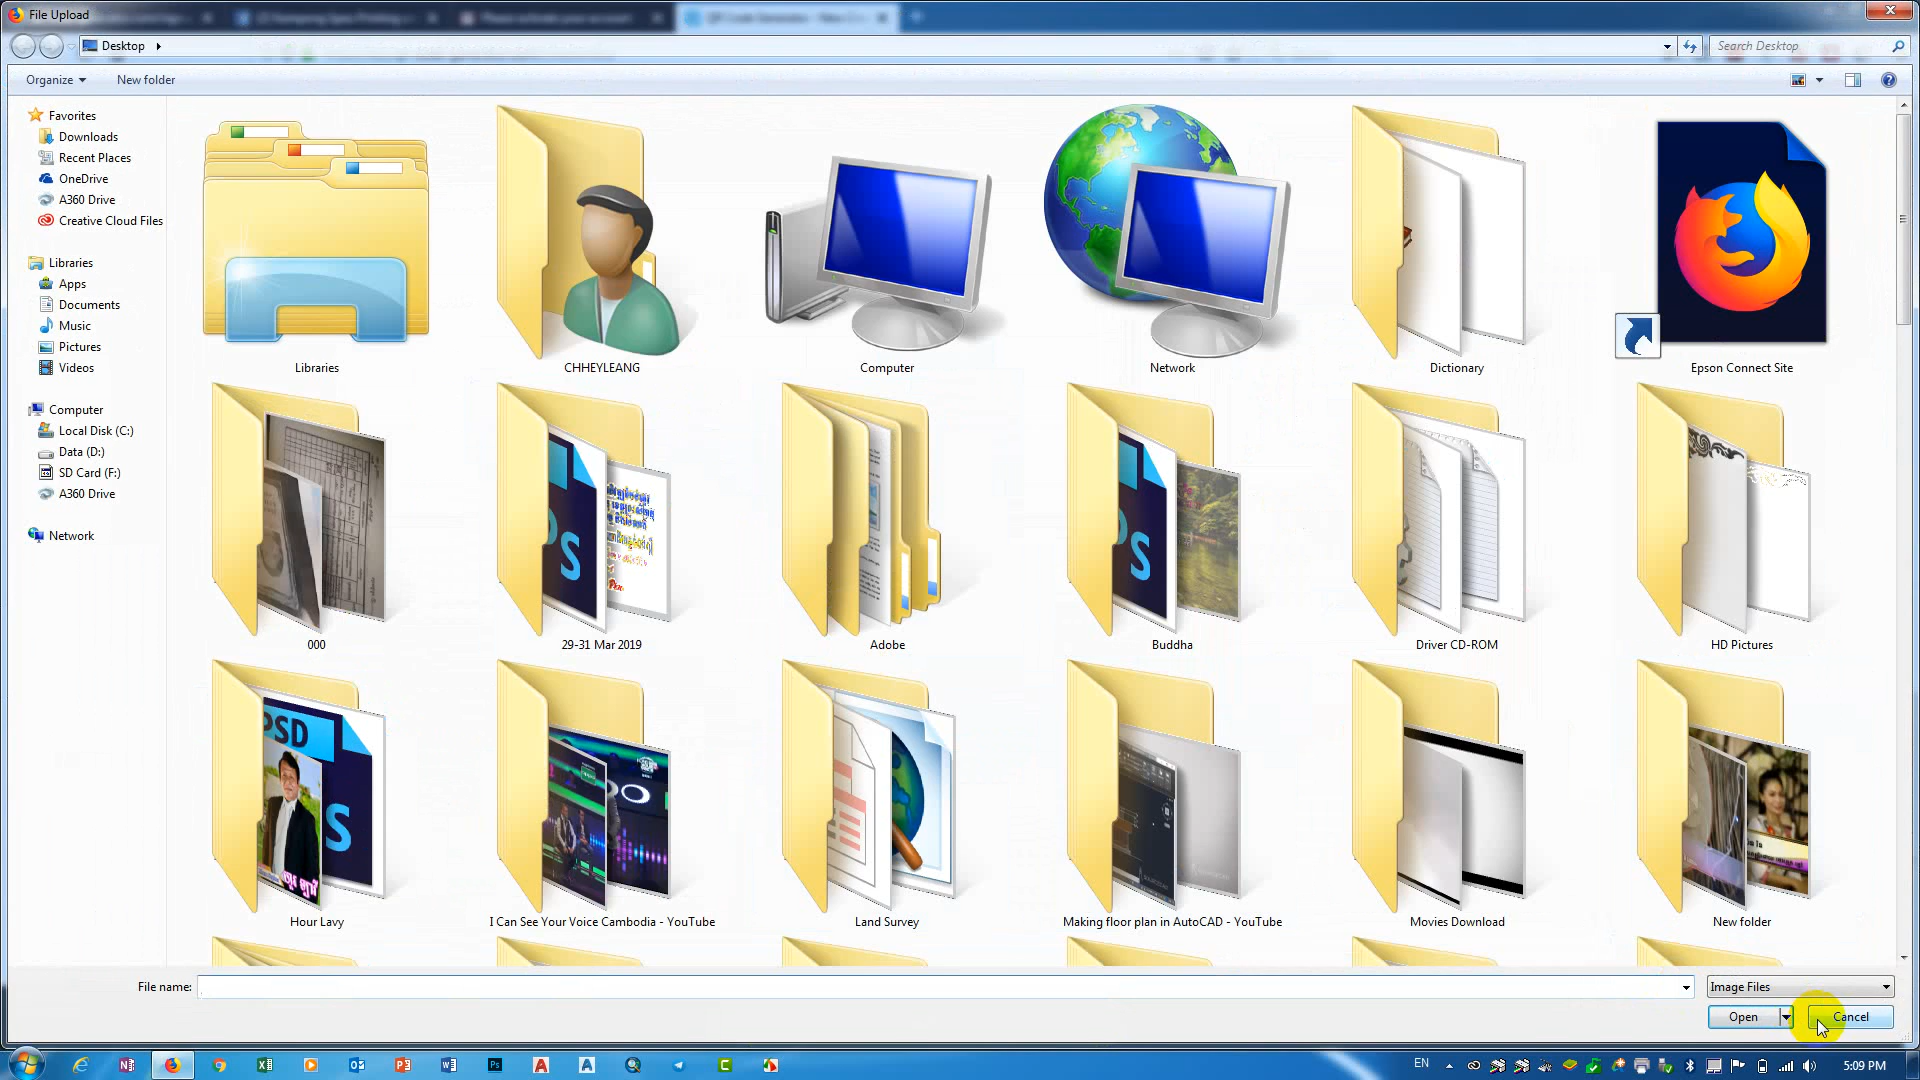 File Upload
Desktop
Search Desktop
Organize
New folder
Favorites
Downloads
Recent Places
OneDrive
A360 Drive
Creative Cloud Files
Libraries
Apps
Documents
Music
Pictures
Videos
Computer
Local Disk (C:)
Data (D:)
SD Card (F:)
A360 Drive
Network
Libraries
CHHEYLEANG
Computer
Network
Dictionary
Epson Connect Site
000
29-31 Mar 2019
Adobe
Buddha
Driver CD-ROM
HD Pictures
PSD
Hour Lavy
I Can See Your Voice Cambodia - YouTube
Land Survey
Making floor plan in AutoCAD - YouTube
Movies Download
New folder
File name:
Image Files
Open
Cancel
EN
5:09 PM